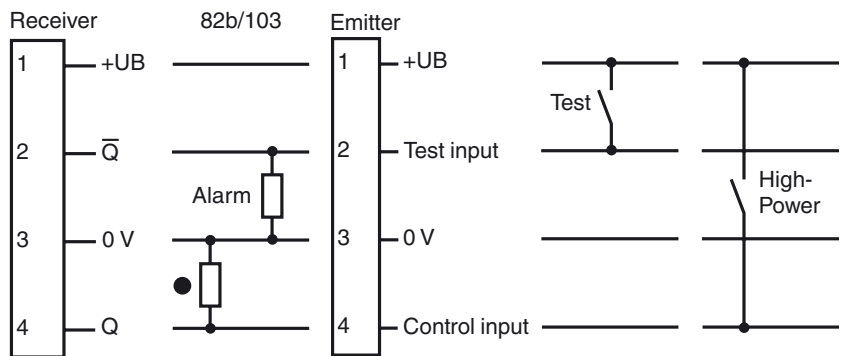 Receiver 82b/103 Emitter
1 +UB 1 +UB
Test
2 Q̅ 2 Test input
Alarm
High-
Power
3 0 V 3 0 V
4 Q 4 Control input